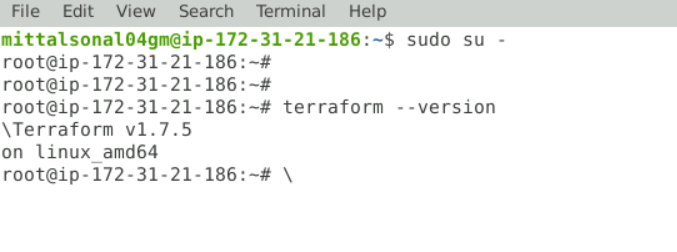 File Edit View Search Terminal Help
mittalsonal04gm@ip-172-31-21-186:~$ sudo su -
root@ip-172-31-21-186:~#
root@ip-172-31-21-186:~#
root@ip-172-31-21-186:~# terraform --version
\Terraform v1.7.5
on linux_amd64
root@ip-172-31-21-186:~# \